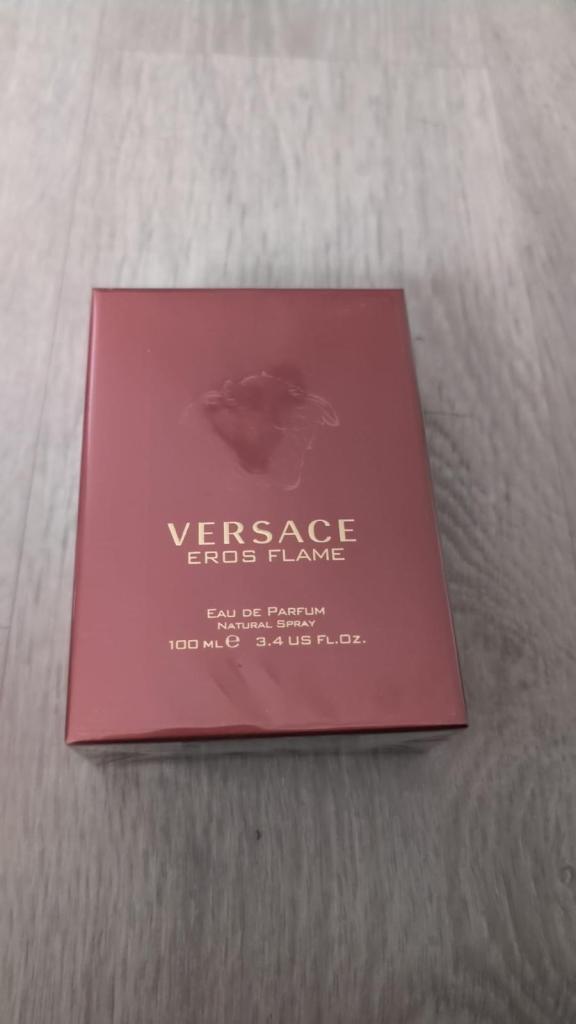 VERSACE
EROS FLAME
EAU DE PARFUM
NATURAL SPRAY
100 ML ℮ 3.4 US FL.OZ.